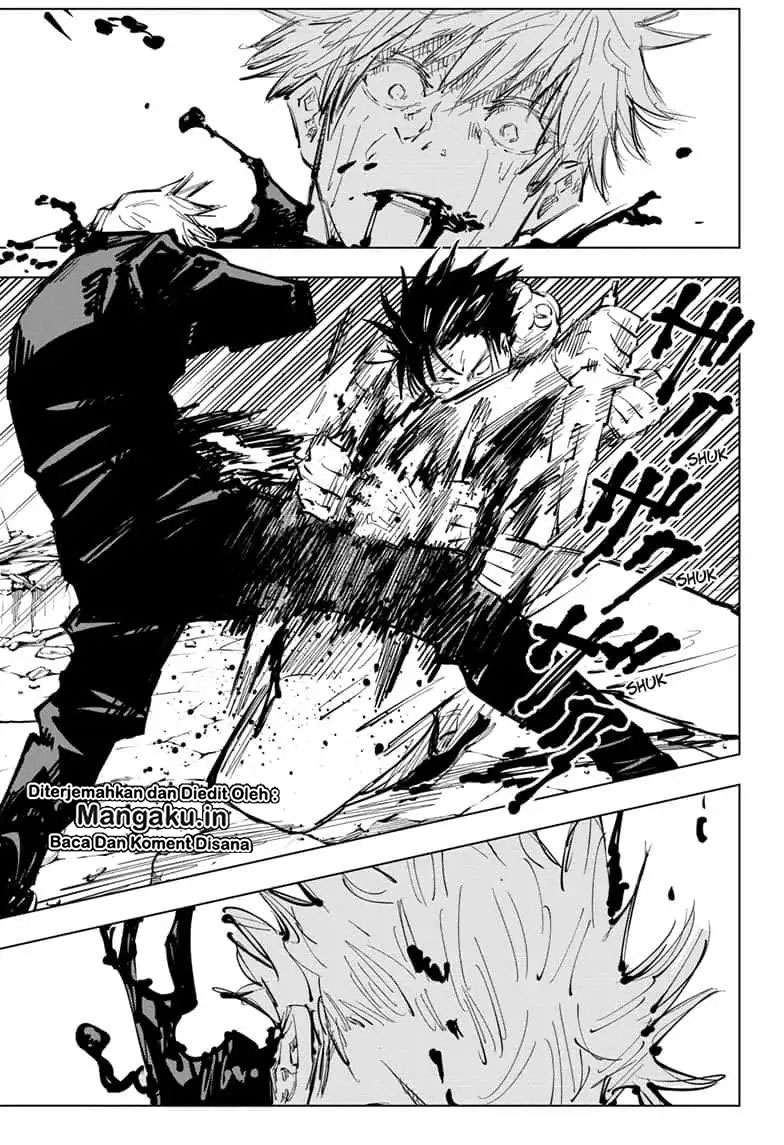 ザク
SHUK
ザク
SHUK
ザク
SHUK
Diterjemahkan dan Diedit Oleh :
Mangaku.in
Baca Dan Koment Disana